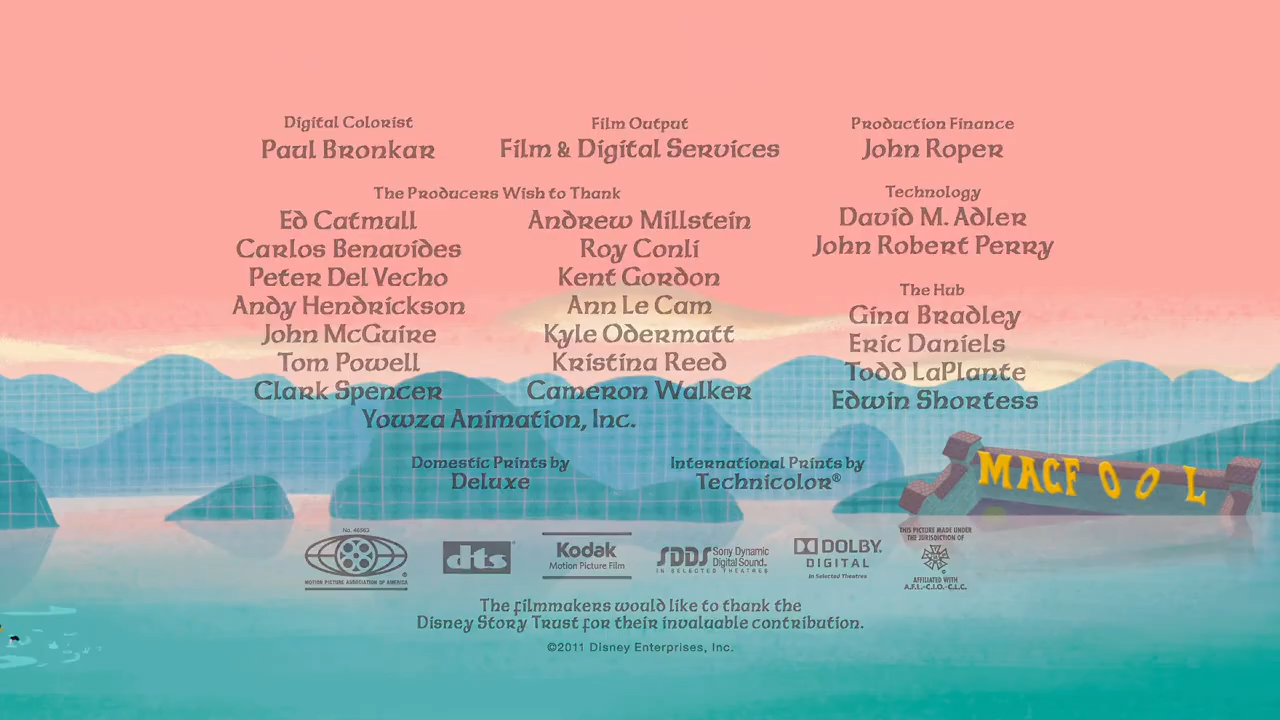 Digital Colorist
Paul Bronkar
Film Output
Film & Digital Services
Production Finance
John Roper
The Producers Wish to Thank
Ed Catmull
Carlos Benavides
Peter Del Vecho
Andy Hendrickson
John McGuire
Tom Powell
Clark Spencer
Andrew Millstein
Roy Conli
Kent Gordon
Ann Le Cam
Kyle Odermatt
Kristina Reed
Cameron Walker
Yowza Animation, Inc.
Technology
David M. Adler
John Robert Perry
The Hub
Gina Bradley
Eric Daniels
Todd LaPlante
Edwin Shortess
MACFOOL
Domestic Prints by
Deluxe
International Prints by
Technicolor®
No. 46363
MOTION PICTURE ASSOCIATION OF AMERICA
®
dts
Kodak
Motion Picture Film
SDDS Sony Dynamic
Digital Sound™
IN SELECTED THEATRES
DOLBY.
DIGITAL
In Selected Theatres
THIS PICTURE MADE UNDER
THE JURISDICTION OF
AFFILIATED WITH
A.F.L.-C.I.O.-C.L.C.
The filmmakers would like to thank the
Disney Story Trust for their invaluable contribution.
©2011 Disney Enterprises, Inc.